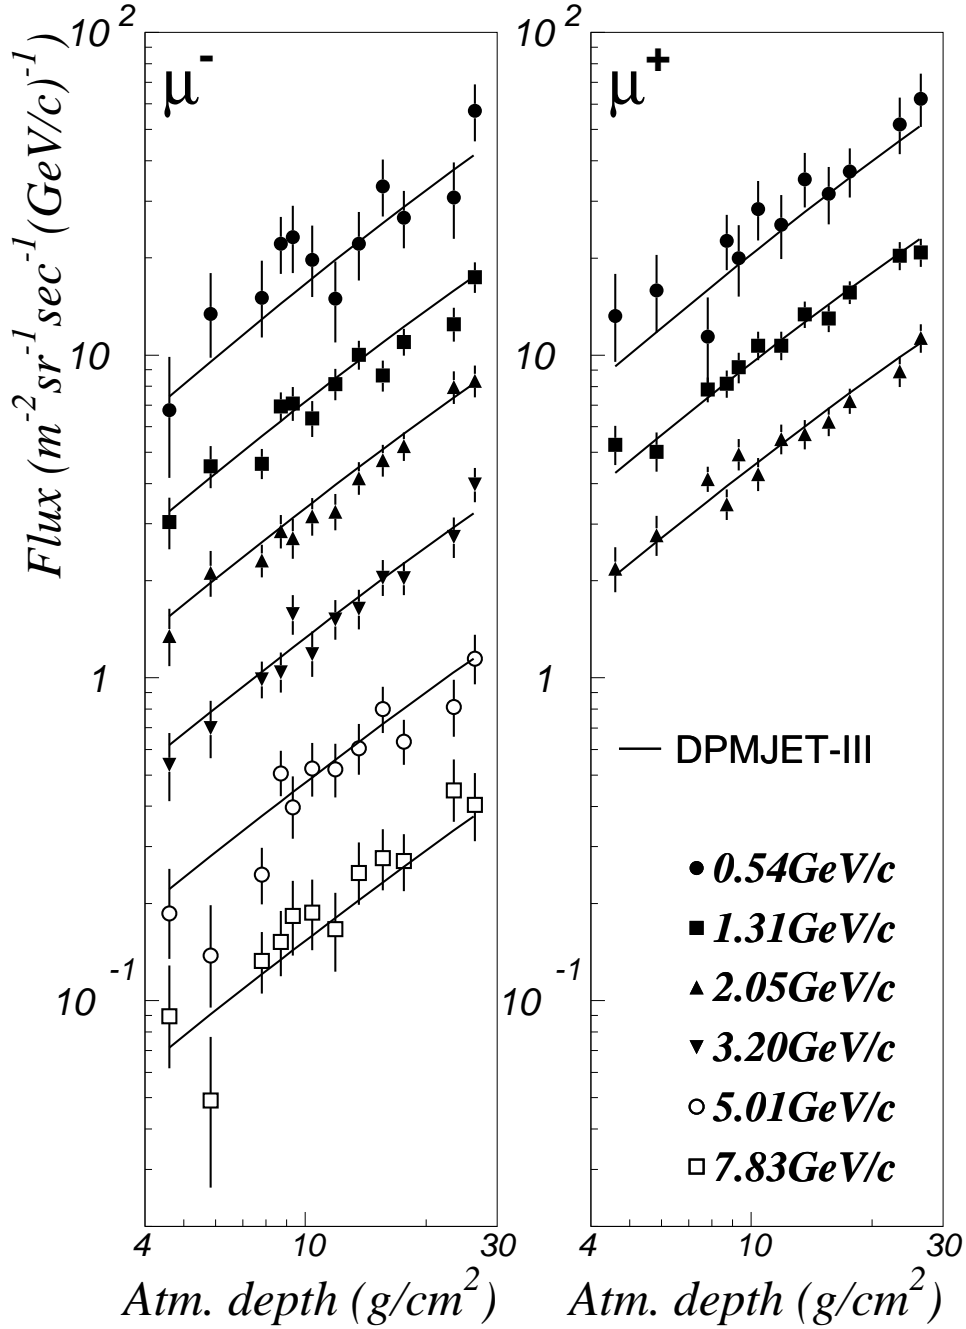 Flux (m⁻²sr⁻¹sec⁻¹(GeV/c)⁻¹)
10²
10
1
10⁻¹
μ⁻
4
10
30
Atm. depth (g/cm²)
10²
10
1
10⁻¹
μ⁺
DPMJET-III
0.54GeV/c
1.31GeV/c
2.05GeV/c
3.20GeV/c
5.01GeV/c
7.83GeV/c
4
10
30
Atm. depth (g/cm²)